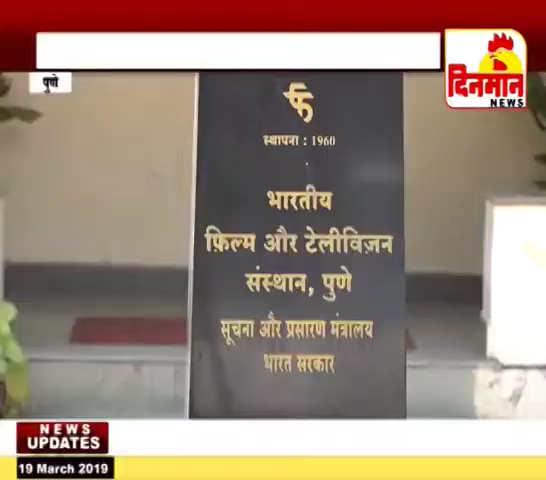 दिनमान
NEWS
पुणे
स्थापना : 1960
भारतीय
फ़िल्म और टेलीविज़न
संस्थान, पुणे
सूचना और प्रसारण मंत्रालय
भारत सरकार
NEWS
UPDATES
19 March 2019